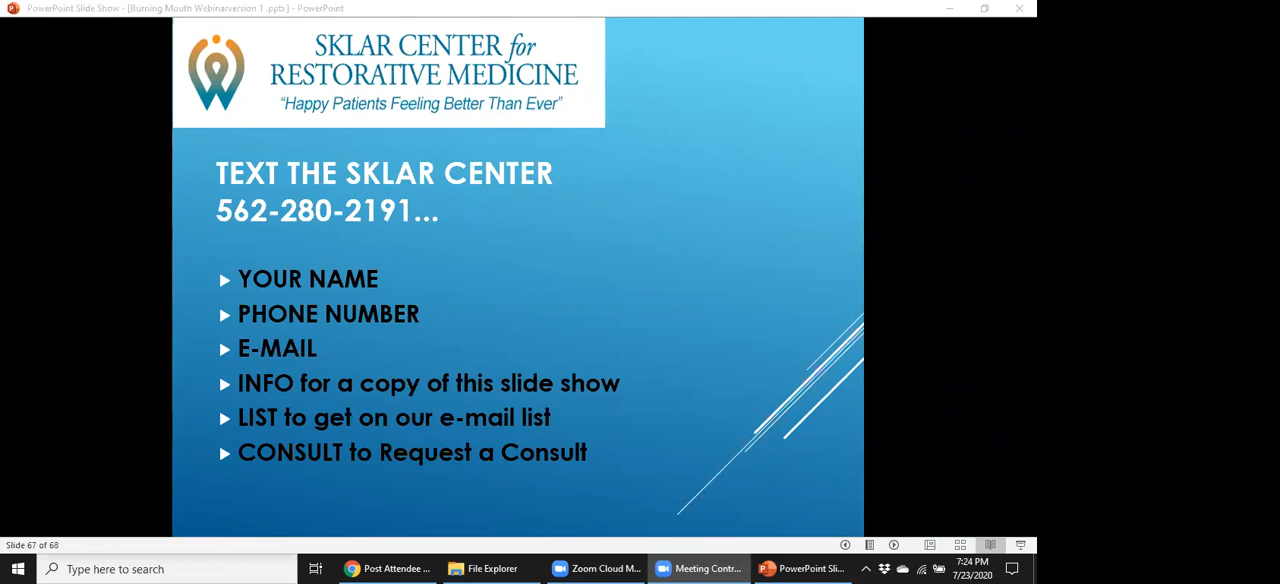 PowerPoint Slide Show - [Burning Mouth Webinarversion 1 .pptx] - PowerPoint
SKLAR CENTER for
RESTORATIVE MEDICINE
“Happy Patients Feeling Better Than Ever”
TEXT THE SKLAR CENTER
562-280-2191...
YOUR NAME
PHONE NUMBER
E-MAIL
INFO for a copy of this slide show
LIST to get on our e-mail list
CONSULT to Request a Consult
Slide 67 of 68
Type here to search
Post Attendee ...
File Explorer
Zoom Cloud M...
Meeting Contr...
PowerPoint Sli...
7:24 PM
7/23/2020